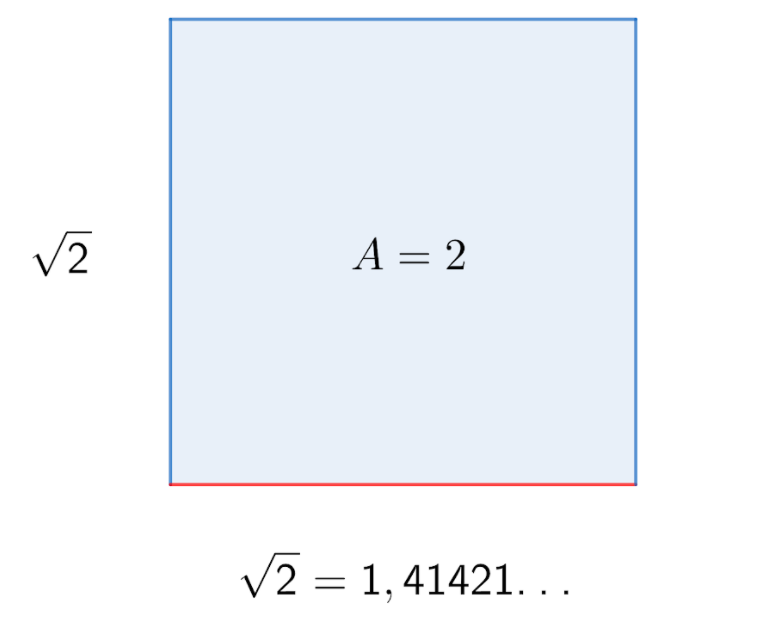 √2
A = 2
√2 = 1,41421...